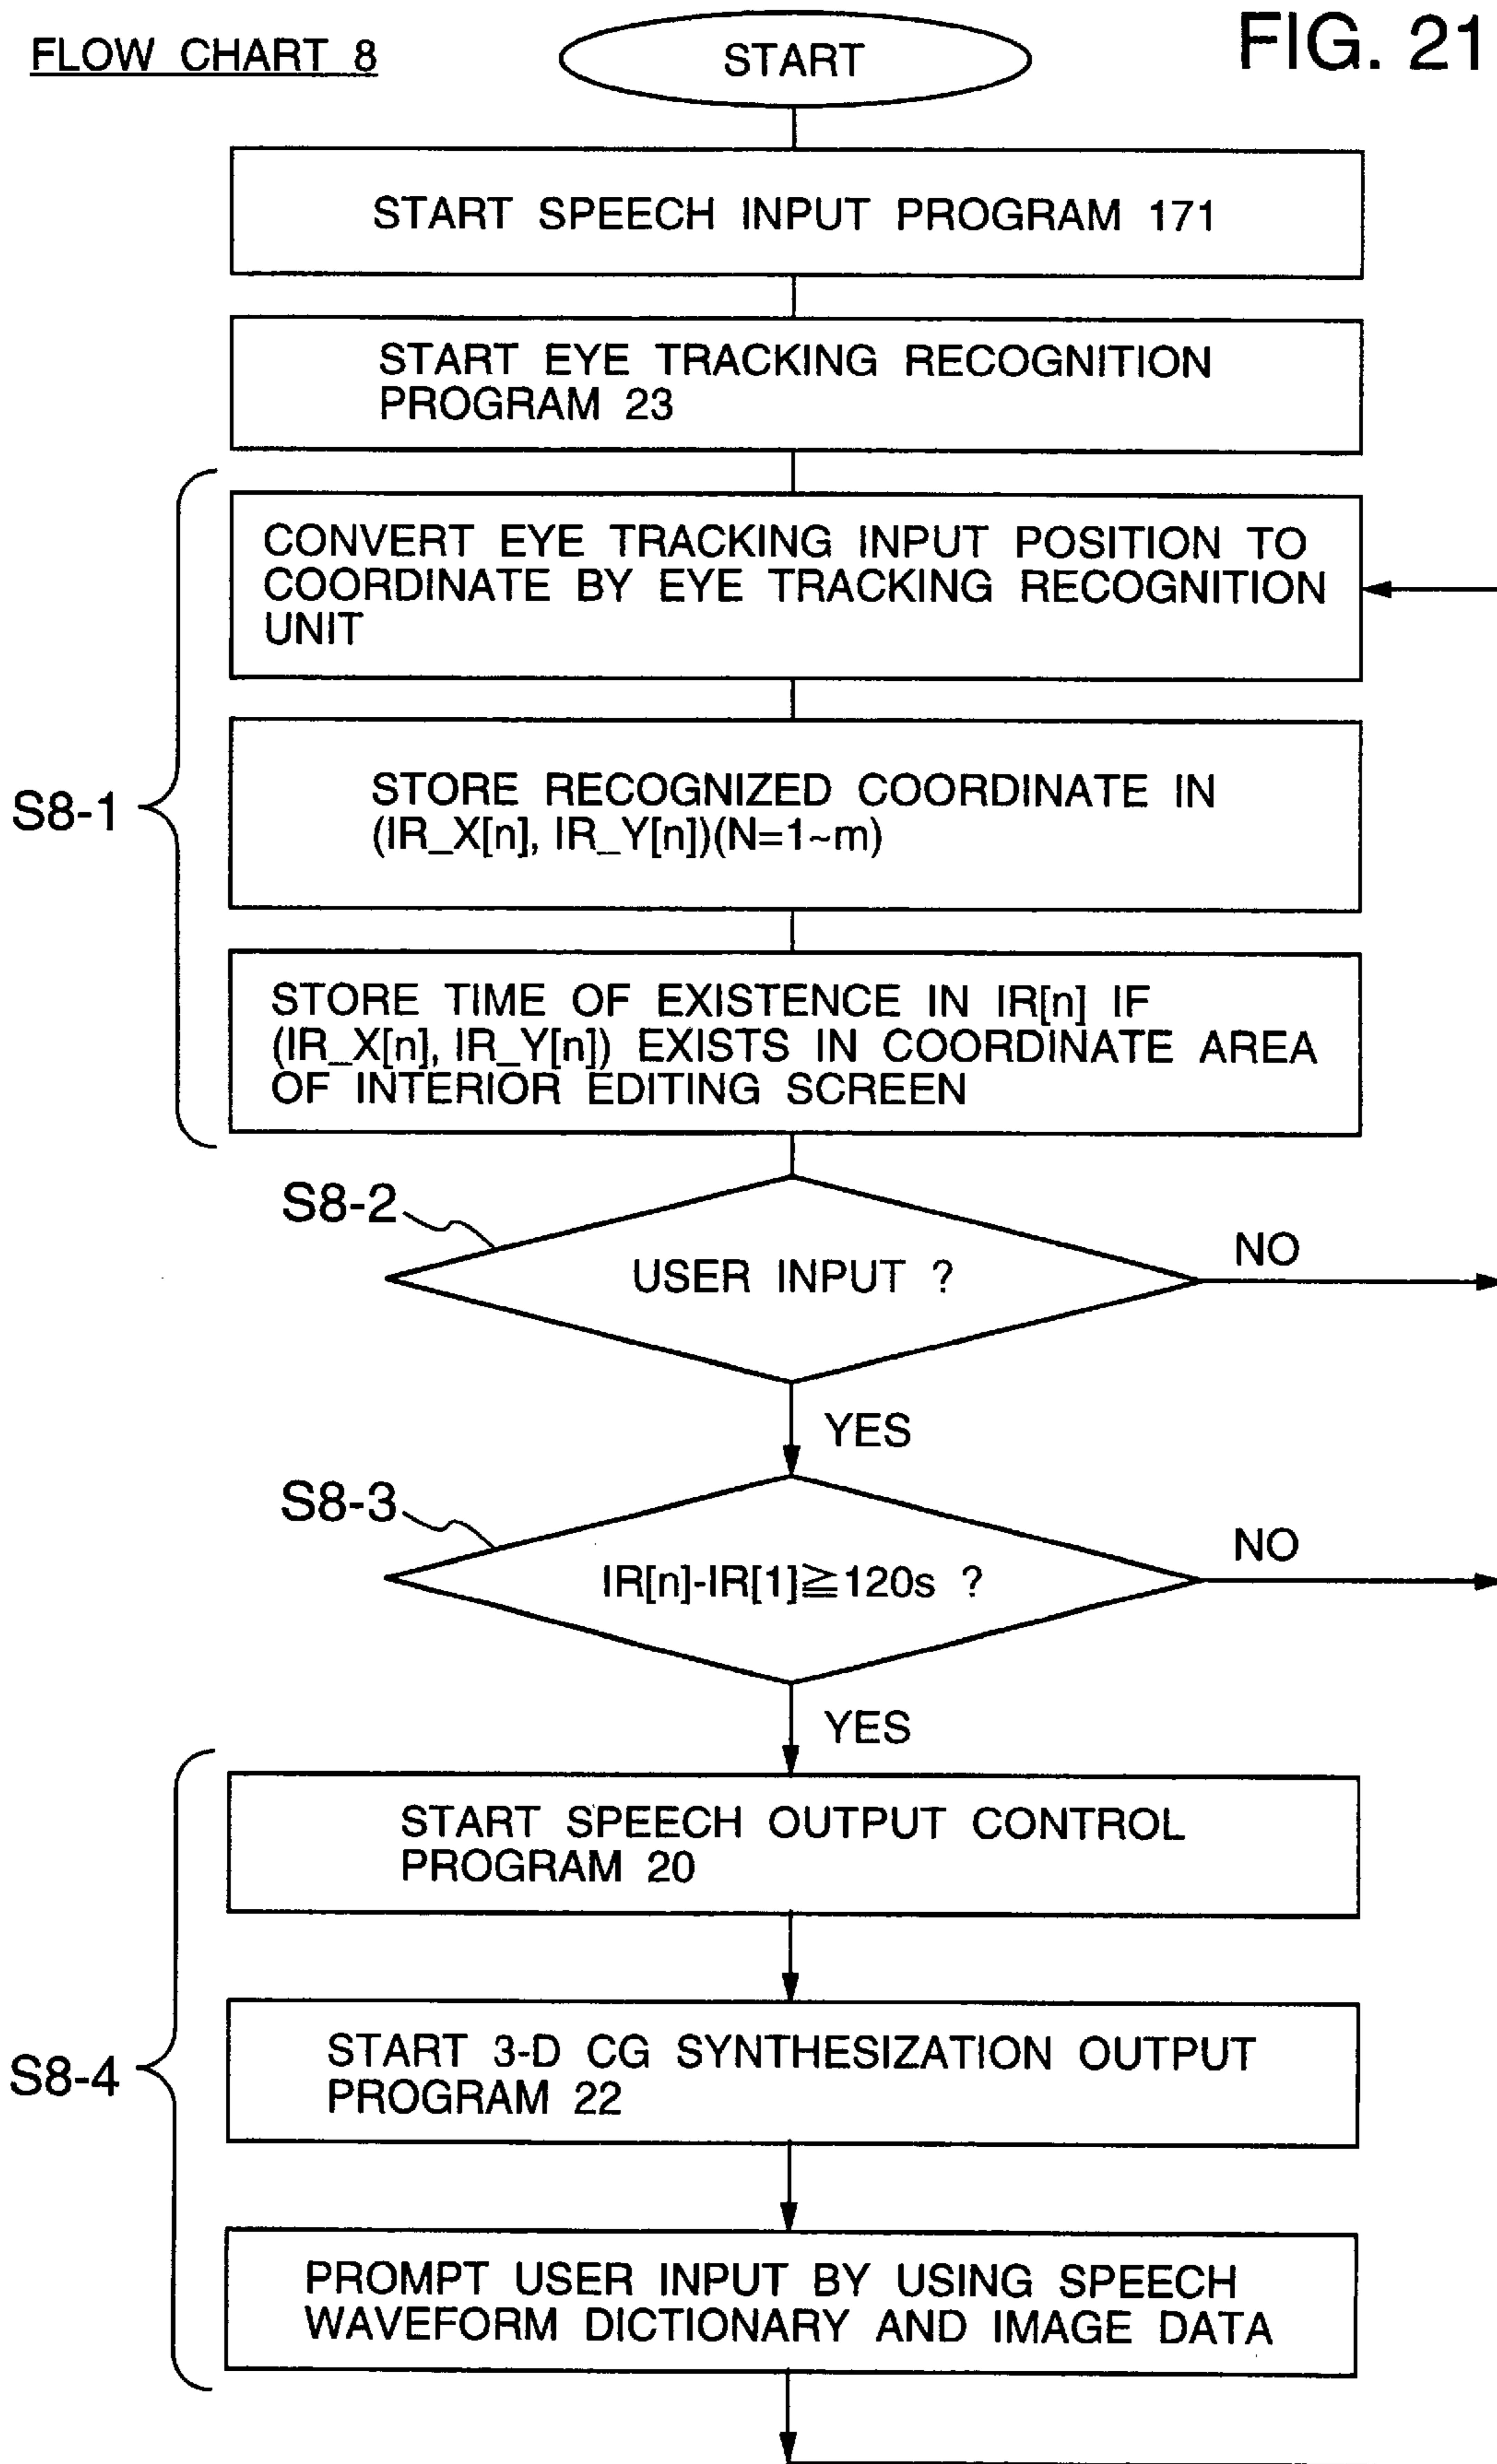 FLOW CHART 8
FIG. 21
START
START SPEECH INPUT PROGRAM 171
START EYE TRACKING RECOGNITION
PROGRAM 23
S8-1
CONVERT EYE TRACKING INPUT POSITION TO
COORDINATE BY EYE TRACKING RECOGNITION
UNIT
STORE RECOGNIZED COORDINATE IN
(IR_X[n], IR_Y[n])(N=1~m)
STORE TIME OF EXISTENCE IN IR[n] IF
(IR_X[n], IR_Y[n]) EXISTS IN COORDINATE AREA
OF INTERIOR EDITING SCREEN
S8-2
USER INPUT ?
NO
YES
S8-3
IR[n]-IR[1]≧120s ?
NO
YES
S8-4
START SPEECH OUTPUT CONTROL
PROGRAM 20
START 3-D CG SYNTHESIZATION OUTPUT
PROGRAM 22
PROMPT USER INPUT BY USING SPEECH
WAVEFORM DICTIONARY AND IMAGE DATA